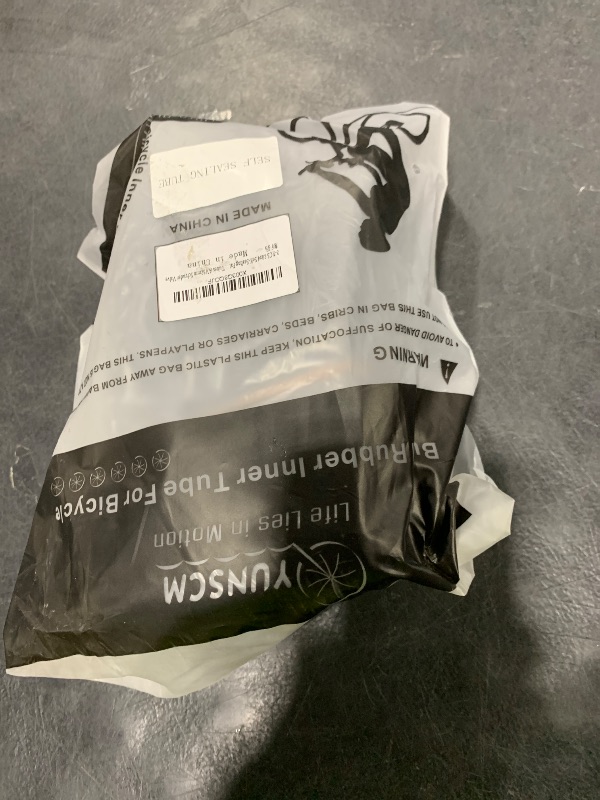 YUNSCM
Life Lies in Motion
Rubber Inner Tube For Bicycle
WARNING
• TO AVOID DANGER OF SUFFOCATION, KEEP THIS PLASTIC BAG AWAY FROM
USE THIS BAG IN CRIBS, BEDS, CARRIAGES OR PLAYPENS. THIS BAG
Made in China
MADE IN CHINA
SELF SEALING TUBE
Inner